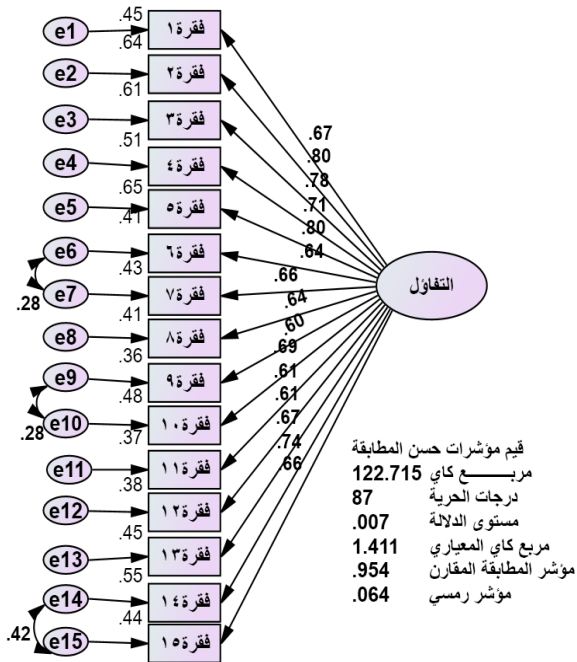 .45
e1
فقرة١
.64
e2
فقرة٢
.61
e3
فقرة٣
.51
e4
فقرة٤
.65
e5
فقرة٥
.41
e6
فقرة٦
.43
e7
فقرة٧
.28
.41
e8
فقرة٨
.36
e9
فقرة٩
.48
e10
فقرة١٠
.28
.37
e11
فقرة١١
.38
e12
فقرة١٢
.45
e13
فقرة١٣
.55
e14
فقرة١٤
.44
.42
e15
فقرة١٥
.67
.80
.78
.71
.80
.64
.66
.64
.60
.69
.61
.61
.67
.74
.66
التفاؤل
قيم مؤشرات حسن المطابقة
مربـــــع كاي 122.715
درجات الحرية 87
مستوى الدلالة .007
مربع كاي المعياري 1.411
مؤشر المطابقة المقارن .954
مؤشر رمسي .064